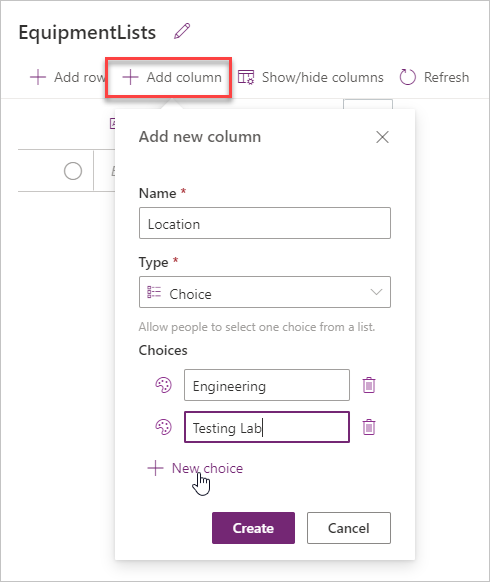 EquipmentLists
Add row Add column Show/hide columns Refresh
Add new column
Name *
Location
Type *
Choice
Allow people to select one choice from a list.
Choices
Engineering
Testing Lab
New choice
Create Cancel